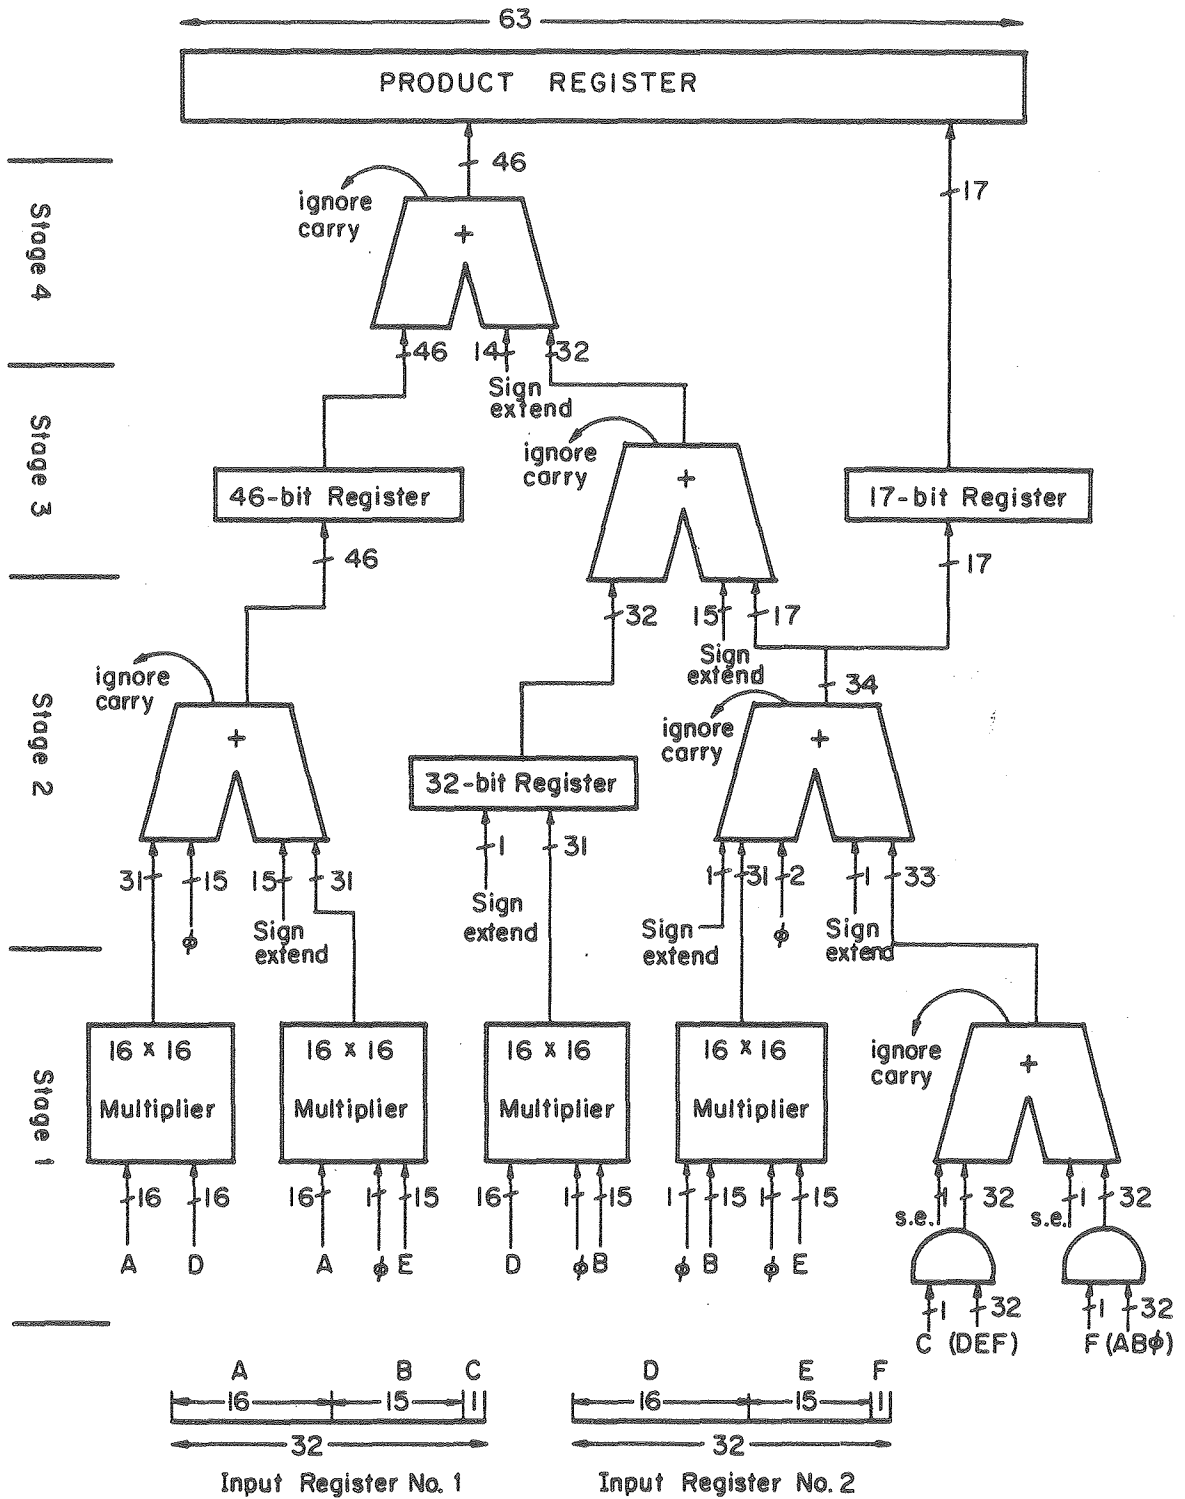 63
PRODUCT REGISTER
46
17
ignore
carry
+
Stage 4
46 14 32
Sign
extend
ignore
carry
+
Stage 3
46-bit Register
17-bit Register
46
17
32 15 17
Sign
extend
34
ignore
carry
+
ignore
carry
+
Stage 2
32-bit Register
31 15 15 31
1 31
1 31 2 1 33
ϕ
Sign
extend
Sign
extend
Sign
extend
ϕ
Sign
extend
16 x 16
Multiplier
16 x 16
Multiplier
16 x 16
Multiplier
16 x 16
Multiplier
ignore
carry
+
Stage 1
16 16 16 1 15 16 1 15 1 15 1 15
1 32 1 32
s.e. s.e.
A D A ϕ E D ϕ B ϕ B ϕ E
1 32 1 32
C (DEF) F (ABϕ)
A B C D E F
16 15 1 16 15 1
32 32
Input Register No. 1 Input Register No. 2